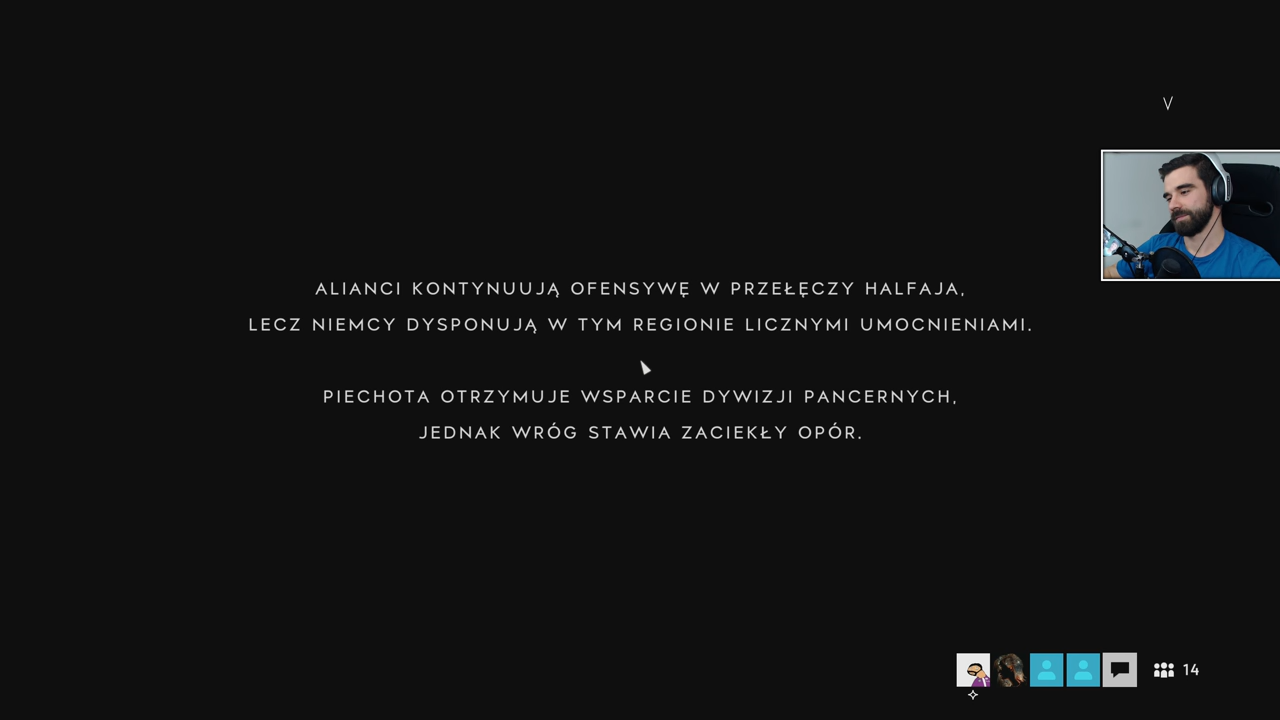 V
ALIANCI KONTYNUUJĄ OFENSYWĘ W PRZEŁĘCZY HALFAJA,
LECZ NIEMCY DYSPONUJĄ W TYM REGIONIE LICZNYMI UMOCNIENIAMI.
PIECHOTA OTRZYMUJE WSPARCIE DYWIZJI PANCERNYCH,
JEDNAK WRÓG STAWIA ZACIEKŁY OPÓR.
14